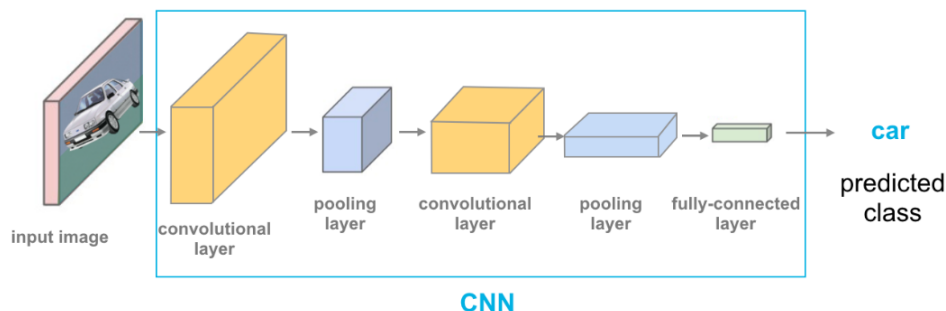 input image
convolutional
layer
pooling
layer
convolutional
layer
pooling
layer
fully-connected
layer
car
predicted
class
CNN